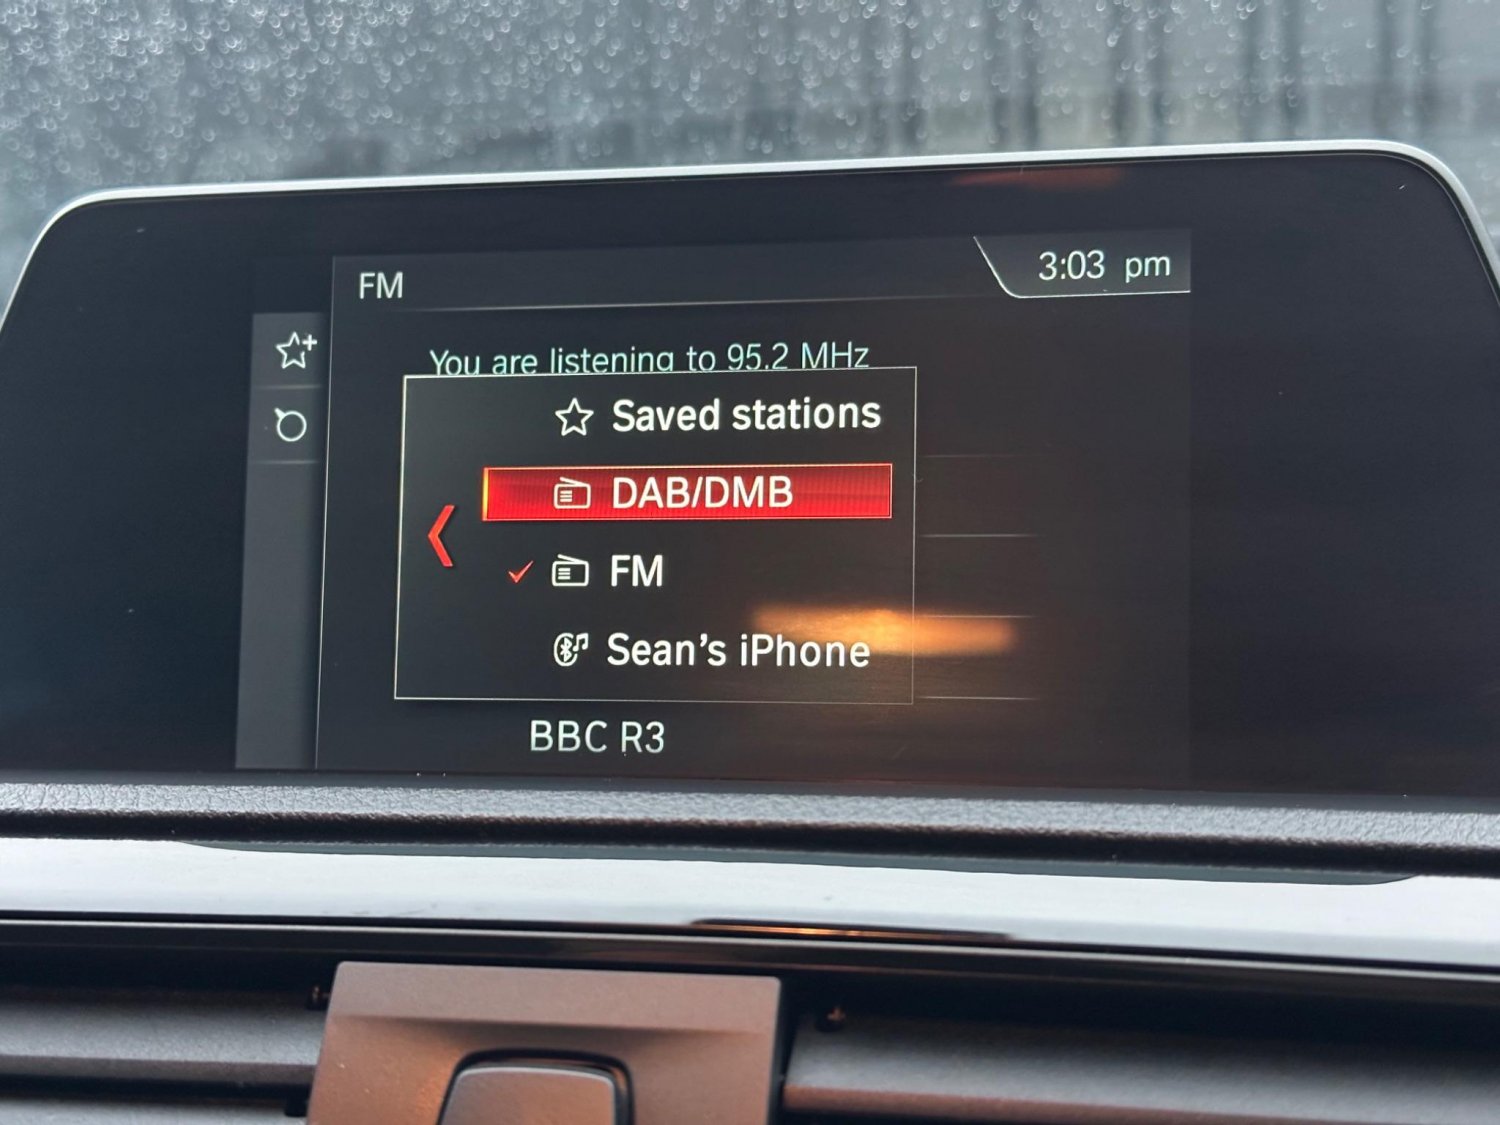 FM
3:03 pm
You are listening to 95.2 MHz
Saved stations
DAB/DMB
FM
Sean's iPhone
BBC R3